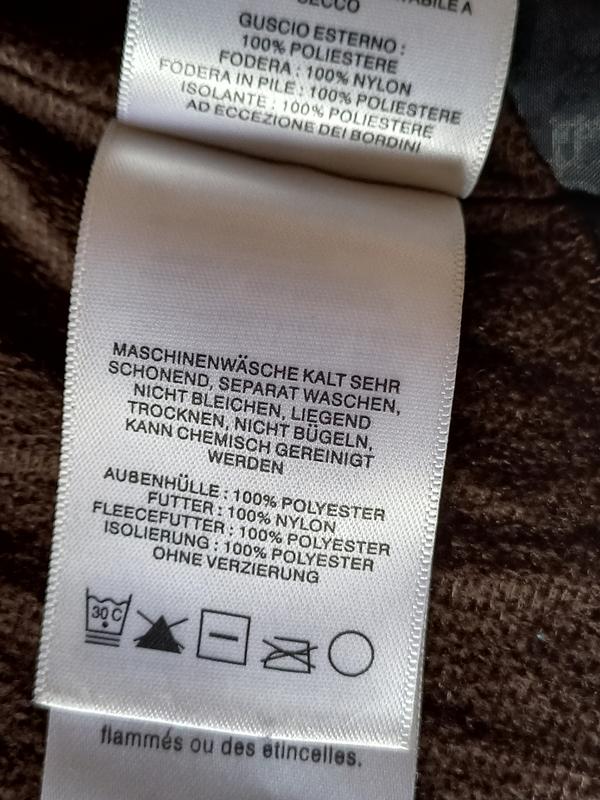 SECCO
GUSCIO ESTERNO :
100% POLIESTERE
FODERA : 100% NYLON
FODERA IN PILE : 100% POLIESTERE
ISOLANTE : 100% POLIESTERE
AD ECCEZIONE DEI BORDINI
MASCHINENWÄSCHE KALT SEHR
SCHONEND, SEPARAT WASCHEN,
NICHT BLEICHEN, LIEGEND
TROCKNEN, NICHT BÜGELN,
KANN CHEMISCH GEREINIGT
WERDEN
AUßENHÜLLE : 100% POLYESTER
FUTTER : 100% NYLON
FLEECEFUTTER : 100% POLYESTER
ISOLIERUNG : 100% POLYESTER
OHNE VERZIERUNG
30 C
flammés ou des étincelles.